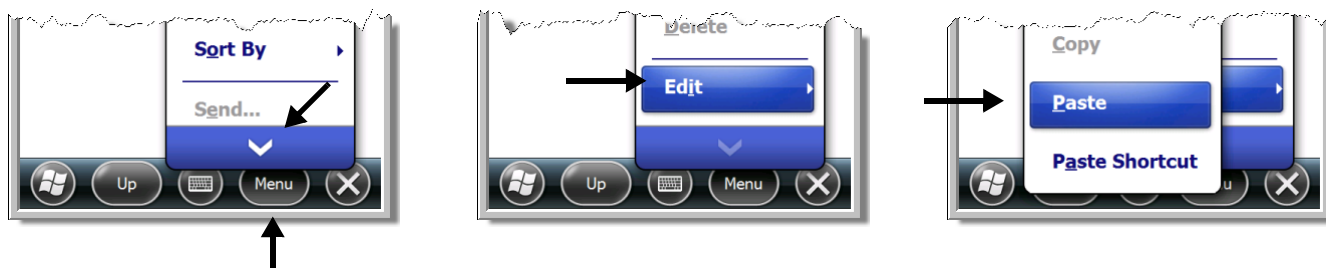 Sort By
Send...
Up
Menu
Delete
Edit
Up
Menu
Copy
Paste
Paste Shortcut
u